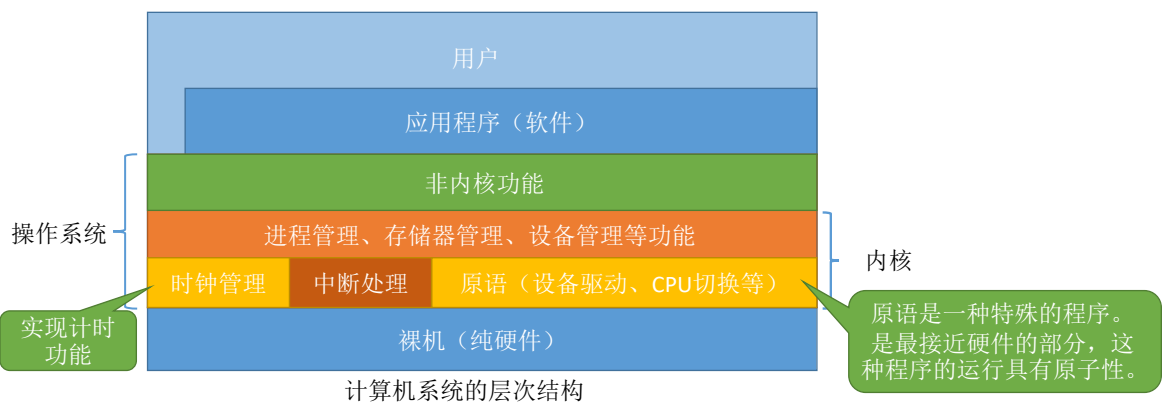 用户
应用程序（软件）
非内核功能
操作系统
进程管理、存储器管理、设备管理等功能
内核
时钟管理
中断处理
原语（设备驱动、CPU切换等）
实现计时
功能
裸机（纯硬件）
原语是一种特殊的程序。
是最接近硬件的部分，这
种程序的运行具有原子性。
计算机系统的层次结构